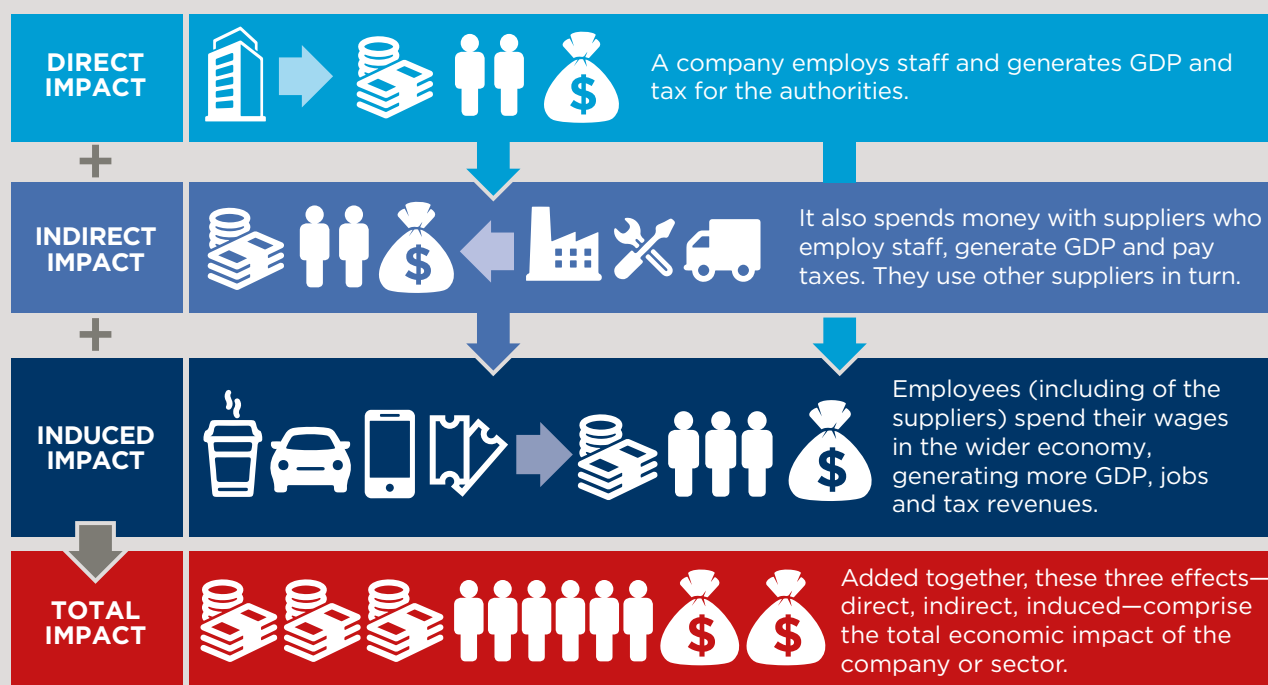 DIRECT
IMPACT
$
A company employs staff and generates GDP and
tax for the authorities.
+
INDIRECT
IMPACT
$
It also spends money with suppliers who
employ staff, generate GDP and pay
taxes. They use other suppliers in turn.
+
INDUCED
IMPACT
$
Employees (including of the
suppliers) spend their wages
in the wider economy,
generating more GDP, jobs
and tax revenues.
TOTAL
IMPACT
$ $
Added together, these three effects—
direct, indirect, induced—comprise
the total economic impact of the
company or sector.